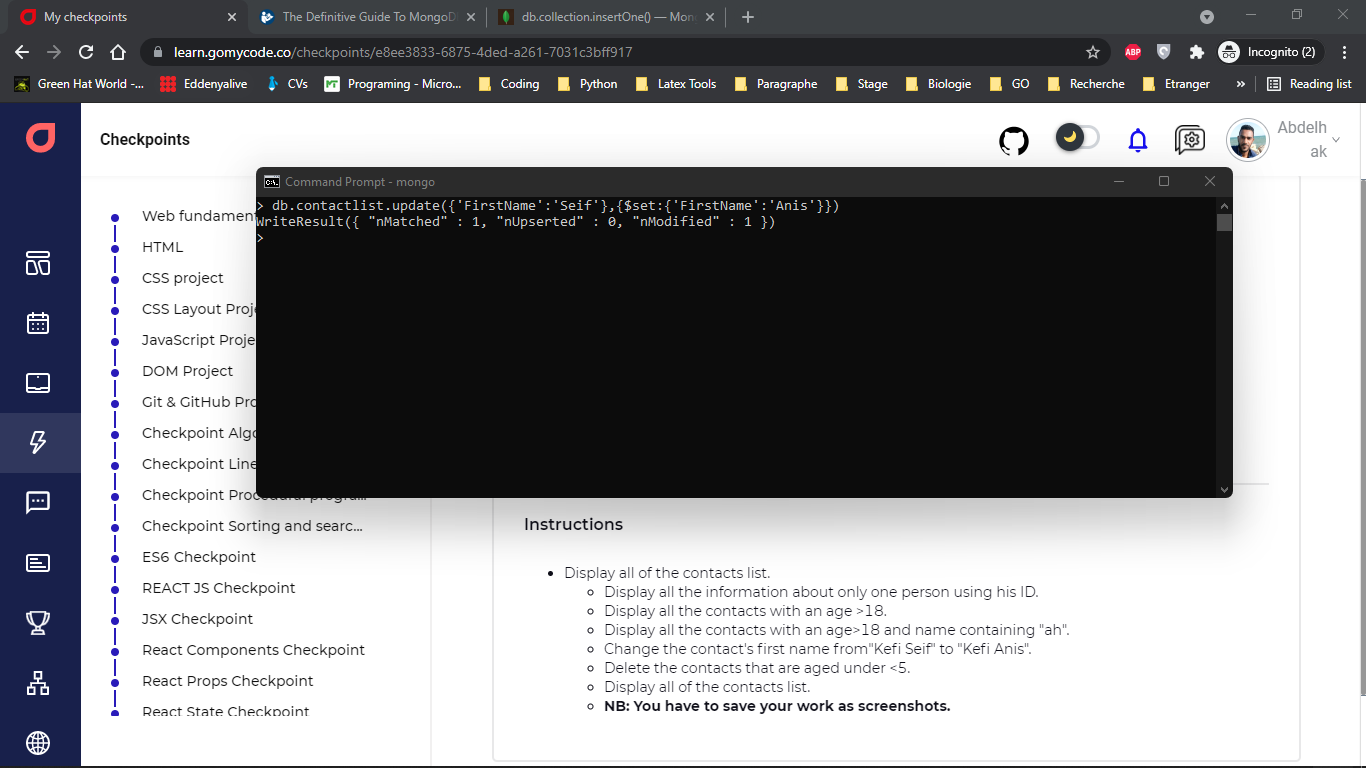 My checkpoints
The Definitive Guide To MongoD
db.collection.insertOne() — Mon
learn.gomycode.co/checkpoints/e8ee3833-6875-4ded-a261-7031c3bff917
ABP
Incognito (2)
Green Hat World -...
Eddenyalive
CVs
Programing - Micro...
Coding
Python
Latex Tools
Paragraphe
Stage
Biologie
GO
Recherche
Etranger
»
Reading list
Checkpoints
Abdelh
ak
Command Prompt - mongo
> db.contactlist.update({'FirstName':'Seif'},{$set:{'FirstName':'Anis'}})
WriteResult({ "nMatched" : 1, "nUpserted" : 0, "nModified" : 1 })
>
Web fundamen
HTML
CSS project
CSS Layout Proje
JavaScript Proje
DOM Project
Git & GitHub Pro
Checkpoint Algo
Checkpoint Line
Checkpoint Procedural progra...
Checkpoint Sorting and searc...
ES6 Checkpoint
REACT JS Checkpoint
JSX Checkpoint
React Components Checkpoint
React Props Checkpoint
React State Checkpoint
Instructions
• Display all of the contacts list.
◦ Display all the information about only one person using his ID.
◦ Display all the contacts with an age >18.
◦ Display all the contacts with an age>18 and name containing "ah".
◦ Change the contact's first name from"Kefi Seif" to "Kefi Anis".
◦ Delete the contacts that are aged under <5.
◦ Display all of the contacts list.
◦ NB: You have to save your work as screenshots.